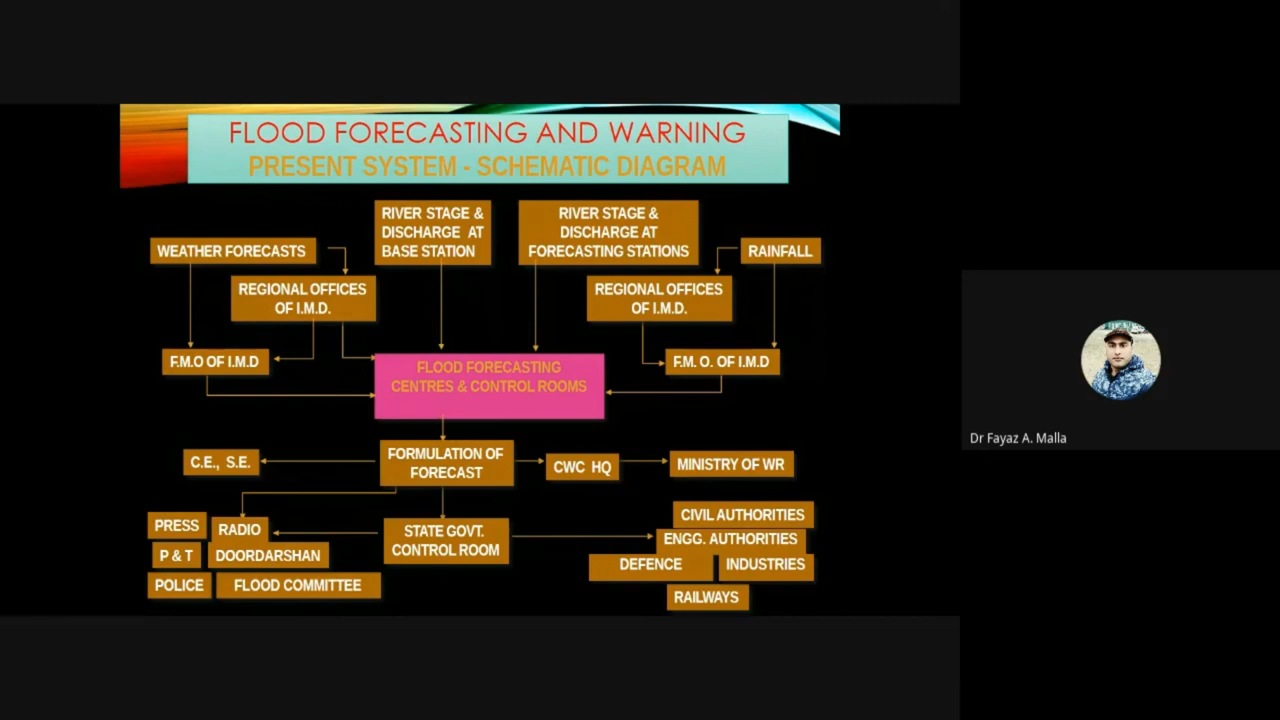 FLOOD FORECASTING AND WARNING
PRESENT SYSTEM - SCHEMATIC DIAGRAM
RIVER STAGE &
DISCHARGE AT
BASE STATION
RIVER STAGE &
DISCHARGE AT
FORECASTING STATIONS
WEATHER FORECASTS
RAINFALL
REGIONAL OFFICES
OF I.M.D.
REGIONAL OFFICES
OF I.M.D.
F.M.O OF I.M.D
FLOOD FORECASTING
CENTRES & CONTROL ROOMS
F.M. O. OF I.M.D
C.E., S.E.
FORMULATION OF
FORECAST
CWC HQ
MINISTRY OF WR
PRESS
RADIO
P & T
DOORDARSHAN
POLICE
FLOOD COMMITTEE
STATE GOVT.
CONTROL ROOM
CIVIL AUTHORITIES
ENGG. AUTHORITIES
DEFENCE
INDUSTRIES
RAILWAYS
Dr Fayaz A. Malla